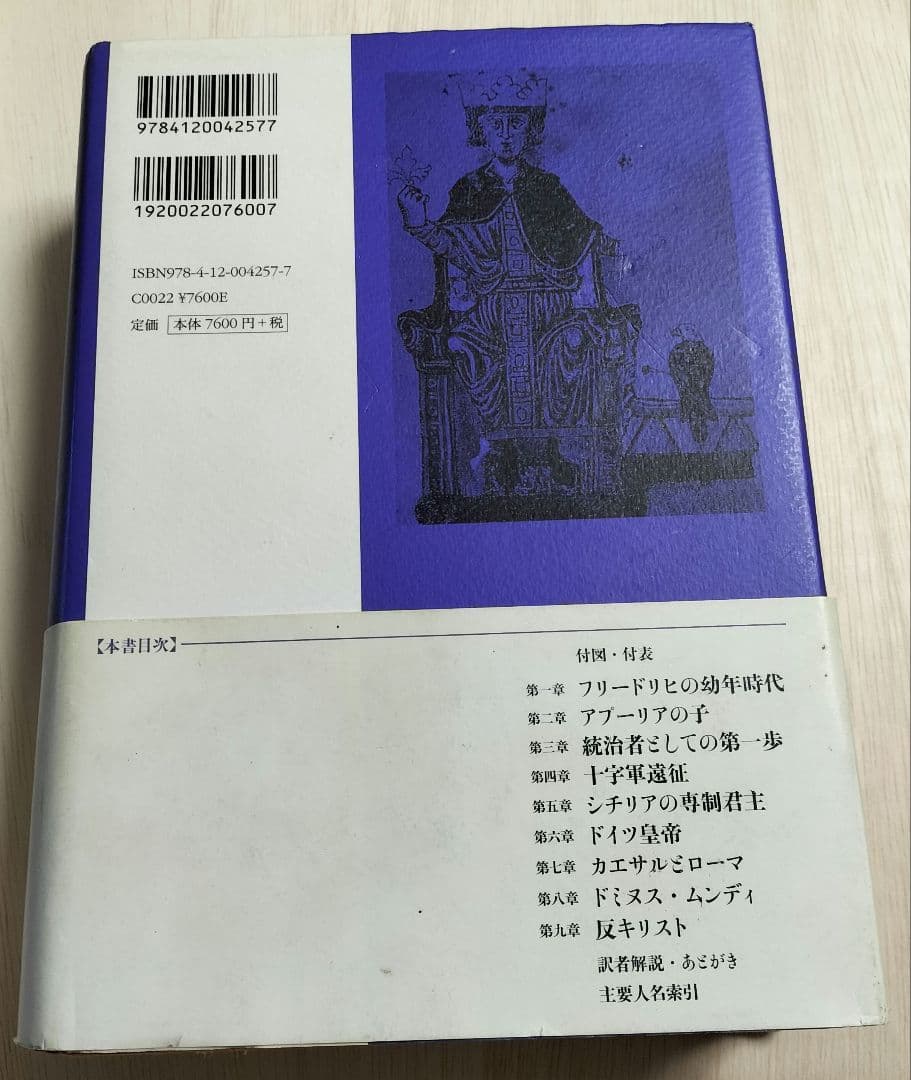 9784120042577
1920022076007
ISBN978-4-12-004257-7
C0022 ¥7600E
定価 本体 7600 円+税
【本書目次】
付図・付表
第一章 フリードリヒの幼年時代
第二章 アプーリアの子
第三章 統治者としての第一歩
第四章 十字軍遠征
第五章 シチリアの専制君主
第六章 ドイツ皇帝
第七章 カエサルとローマ
第八章 ドミヌス・ムンディ
第九章 反キリスト
訳者解説・あとがき
主要人名索引